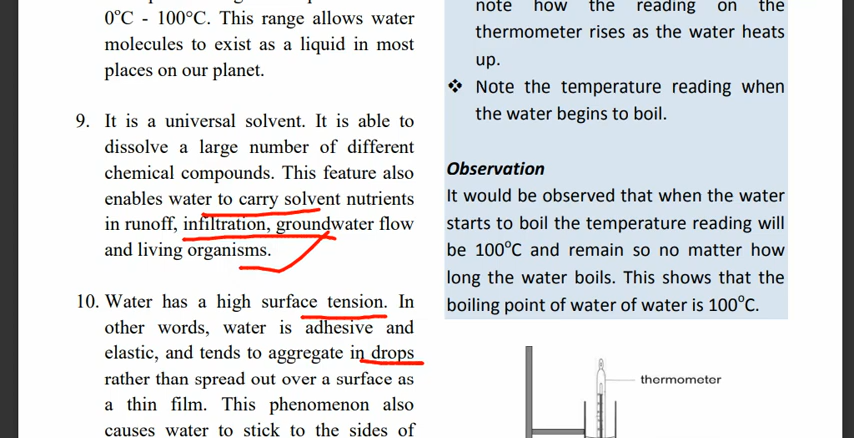 0°C - 100°C. This range allows water
molecules to exist as a liquid in most
places on our planet.
9. It is a universal solvent. It is able to
dissolve a large number of different
chemical compounds. This feature also
enables water to carry solvent nutrients
in runoff, infiltration, groundwater flow
and living organisms.
10. Water has a high surface tension. In
other words, water is adhesive and
elastic, and tends to aggregate in drops
rather than spread out over a surface as
a thin film. This phenomenon also
causes water to stick to the sides of
note how the reading on the
thermometer rises as the water heats
up.
❖ Note the temperature reading when
the water begins to boil.
Observation
It would be observed that when the water
starts to boil the temperature reading will
be 100°C and remain so no matter how
long the water boils. This shows that the
boiling point of water of water is 100°C.
thermometer